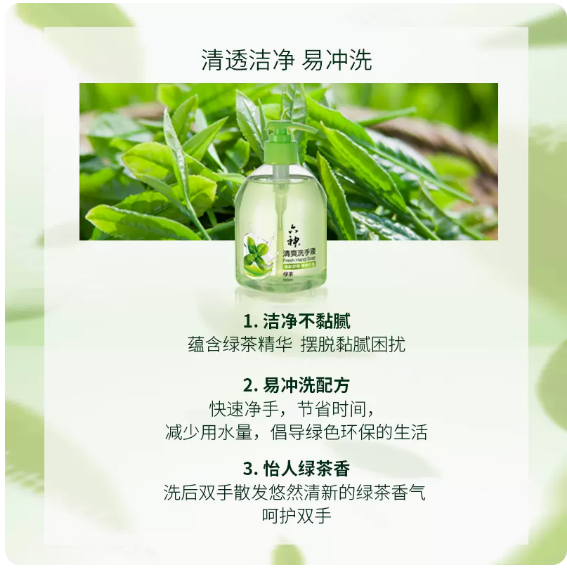 清透洁净 易冲洗
六神
清爽洗手液
Fresh Hand Soap
绿茶
1. 洁净不黏腻
蕴含绿茶精华 摆脱黏腻困扰
2. 易冲洗配方
快速净手，节省时间，
减少用水量，倡导绿色环保的生活
3. 怡人绿茶香
洗后双手散发悠然清新的绿茶香气
呵护双手